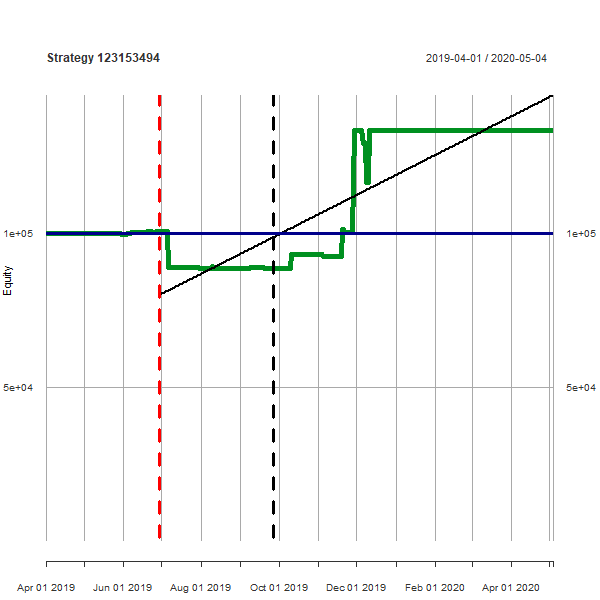 Strategy 123153494
2019-04-01 / 2020-05-04
1e+05
1e+05
Equity
5e+04
5e+04
Apr 01 2019
Jun 01 2019
Aug 01 2019
Oct 01 2019
Dec 01 2019
Feb 01 2020
Apr 01 2020